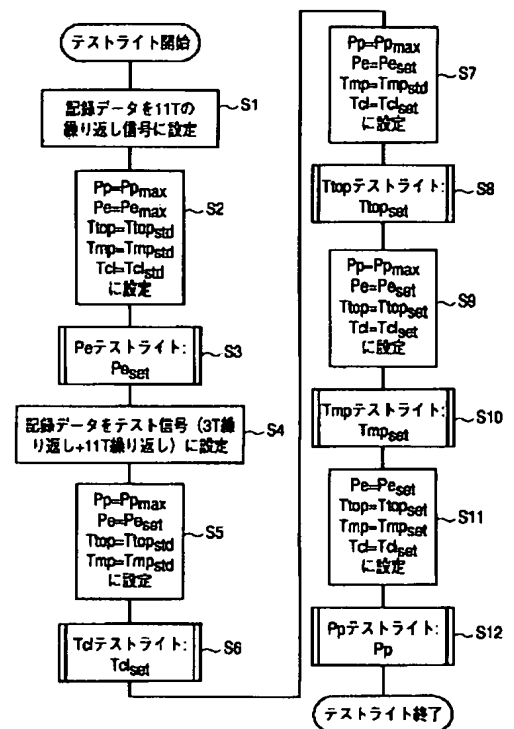 テストライト開始
記録データを11Tの
繰り返し信号に設定
S1
Pp=Ppmax
Pe=Pemax
Ttop=Ttopstd
Tmp=Tmpstd
Tcl=Tclstd
に設定
S2
Peテストライト:
Peset
S3
記録データをテスト信号（3T繰
り返し+11T繰り返し）に設定
S4
Pp=Ppmax
Pe=Peset
Ttop=Ttopstd
Tmp=Tmpstd
に設定
S5
Tclテストライト:
Tclset
S6
Pp=Ppmax
Pe=Peset
Tmp=Tmpstd
Tcl=Tclset
に設定
S7
Ttopテストライト:
Ttopset
S8
Pp=Ppmax
Pe=Peset
Ttop=Ttopset
Tcl=Tclset
に設定
S9
Tmpテストライト:
Tmpset
S10
Pe=Peset
Ttop=Ttopset
Tmp=Tmpset
Tcl=Tclset
に設定
S11
Ppテストライト:
Pp
S12
テストライト終了